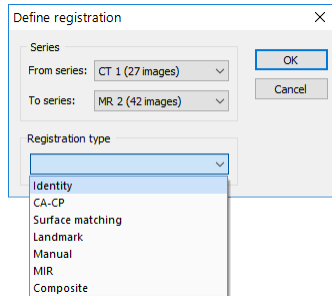 Define registration
Series
From series: CT 1 (27 images)
OK
To series: MR 2 (42 images)
Cancel
Registration type
Identity
CA-CP
Surface matching
Landmark
Manual
MIR
Composite